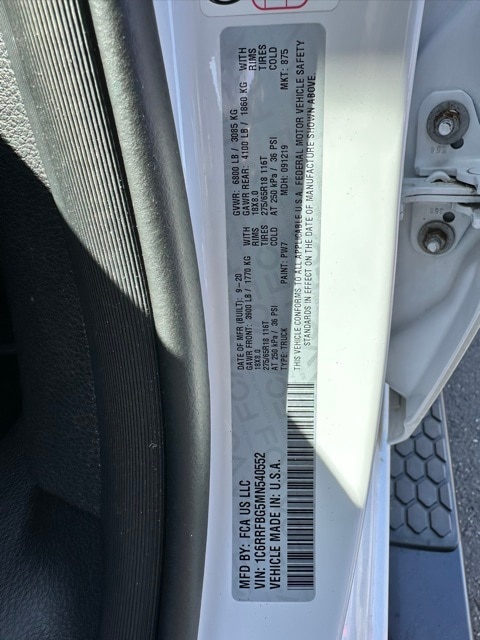 MFD BY: FCA US LLC
DATE OF MFR (BUILT): 9-20
GVWR: 6800 LB / 3085 KG
GAWR FRONT: 3900 LB / 1770 KG WITH
GAWR REAR: 4100 LB / 1860 KG WITH
18X8.0 RIMS
18X8.0 RIMS
275/65R18 116T TIRES
275/65R18 116T TIRES
AT 250 kPa / 36 PSI COLD
AT 250 kPa / 36 PSI COLD
VIN: 1C6RRFBG5MN540552
TYPE: TRUCK
PAINT: PW7
MDH: 091219
MKT: 875
VEHICLE MADE IN: U.S.A.
THIS VEHICLE CONFORMS TO ALL APPLICABLE U.S.A. FEDERAL MOTOR VEHICLE SAFETY
STANDARDS IN EFFECT ON THE DATE OF MANUFACTURE SHOWN ABOVE.